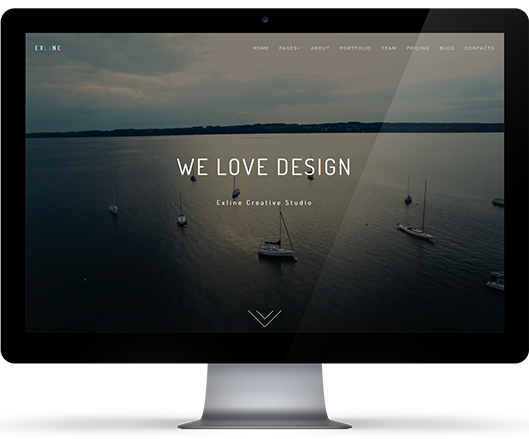 EXLINE
HOME PAGES+ ABOUT PORTFOLIO TEAM PRICING BLOG CONTACTS
WE LOVE DESIGN
Exline Creative Studio